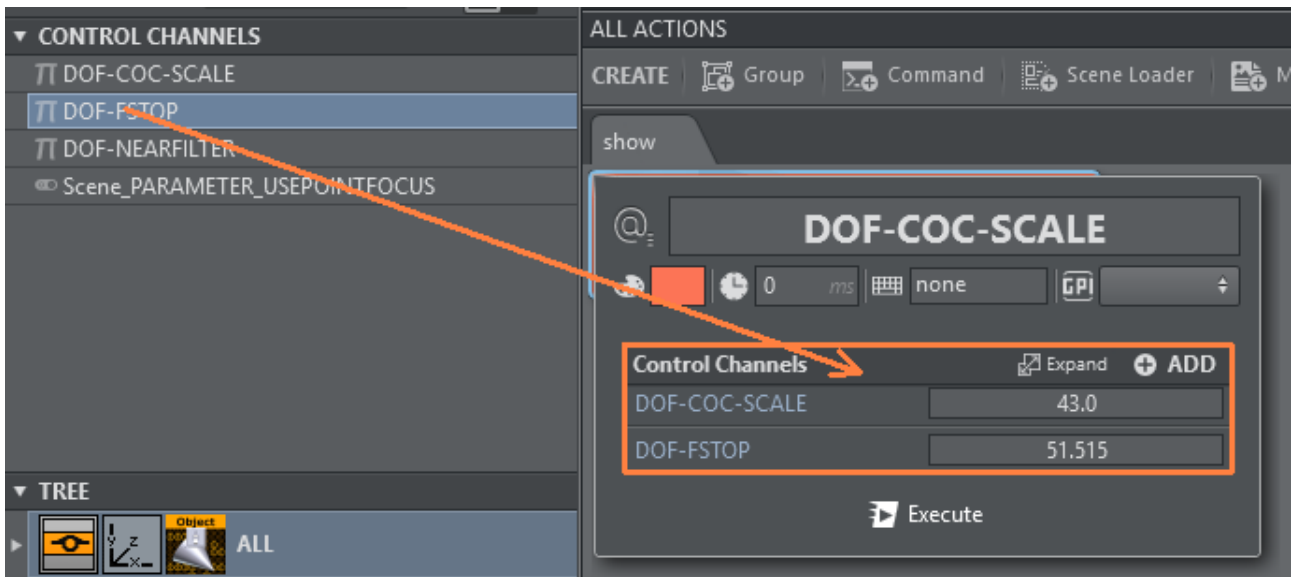 CONTROL CHANNELS
DOF-COC-SCALE
DOF-FSTOP
DOF-NEARFILTER
Scene_PARAMETER_USEPOINTFOCUS
TREE
Object
y z x
ALL
ALL ACTIONS
CREATE Group Command Scene Loader M
show
@ DOF-COC-SCALE
0 ms none GPI
Control Channels Expand ADD
DOF-COC-SCALE 43.0
DOF-FSTOP 51.515
Execute